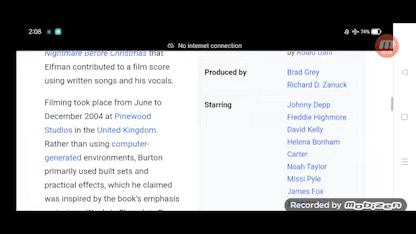 2:08
74%
No internet connection
Nightmare Before Christmas that
Elfman contributed to a film score
using written songs and his vocals.
Filming took place from June to
December 2004 at Pinewood
Studios in the United Kingdom.
Rather than using computer-
generated environments, Burton
primarily used built sets and
practical effects, which he claimed
was inspired by the book's emphasis
by Roald Dahl
Produced by
Brad Grey
Richard D. Zanuck
Starring
Johnny Depp
Freddie Highmore
David Kelly
Helena Bonham
Carter
Noah Taylor
Missi Pyle
James Fox
Recorded by mobizen